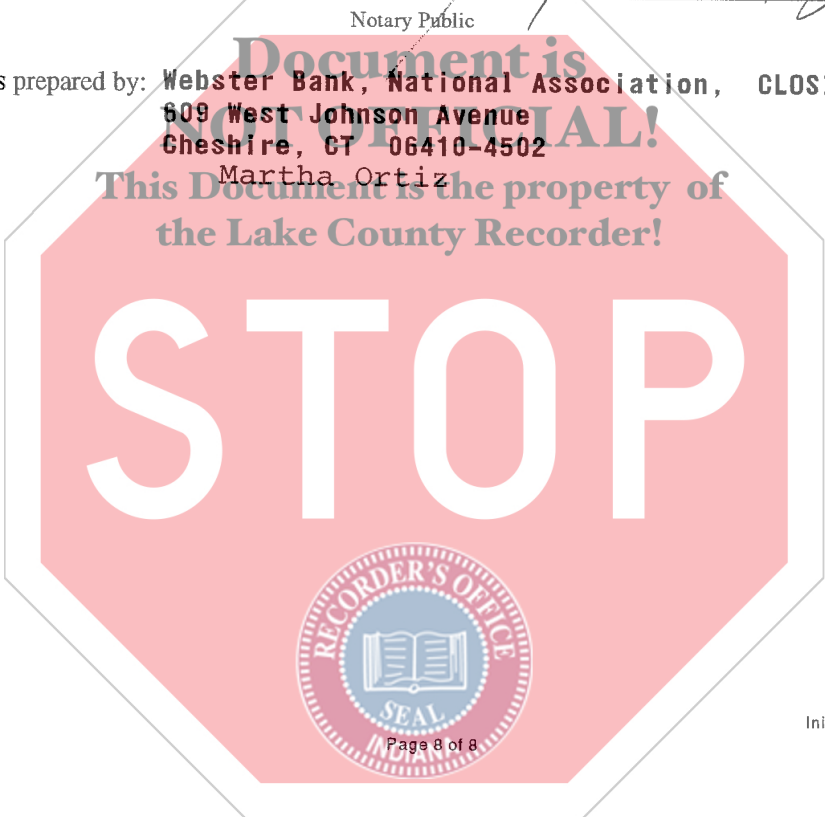 Notary Public
Document is
s prepared by: Webster Bank, National Association, CLOS
609 West Johnson Avenue
NOT OFFICIAL!
Cheshire, CT 06410-4502
Martha Ortiz
This Document is the property of
the Lake County Recorder!
STOP
RECORDER'S OFFICE
SEAL
INDIANA
Ini
Page 8 of 8